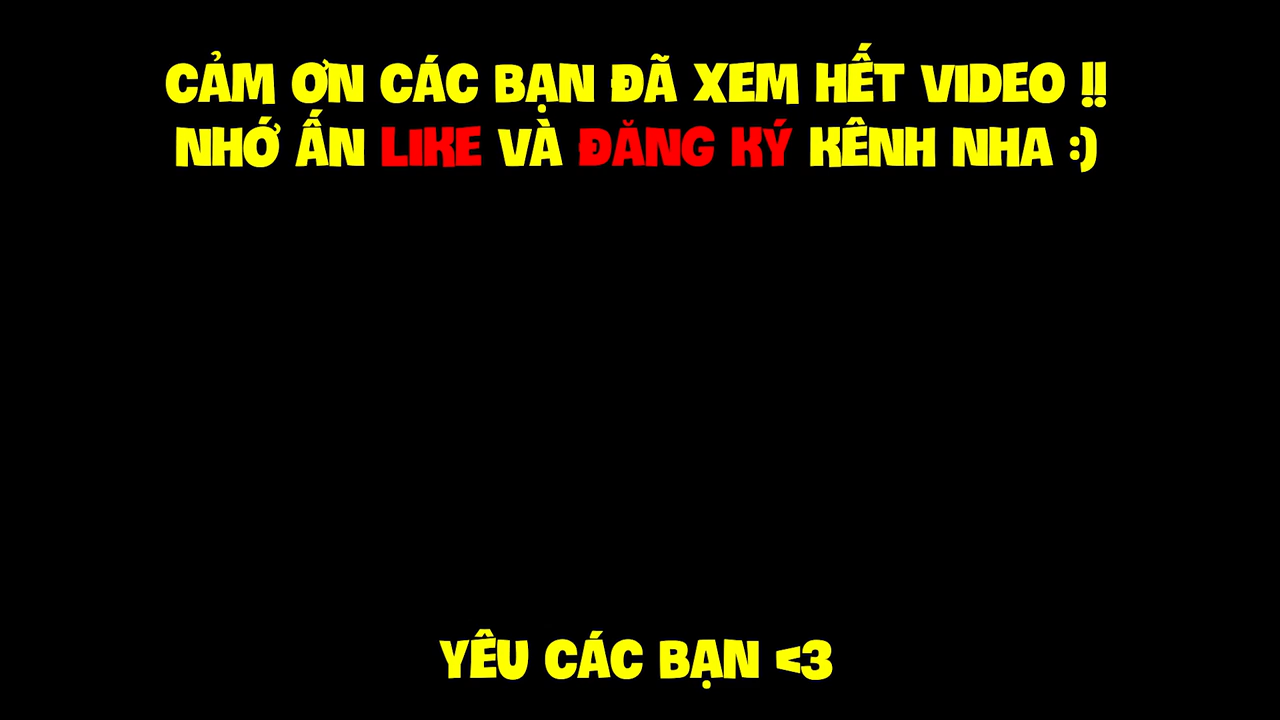 CẢM ƠN CÁC BẠN ĐÃ XEM HẾT VIDEO !!
NHỚ ẤN LIKE VÀ ĐĂNG KÝ KÊNH NHA :)
YÊU CÁC BẠN <3